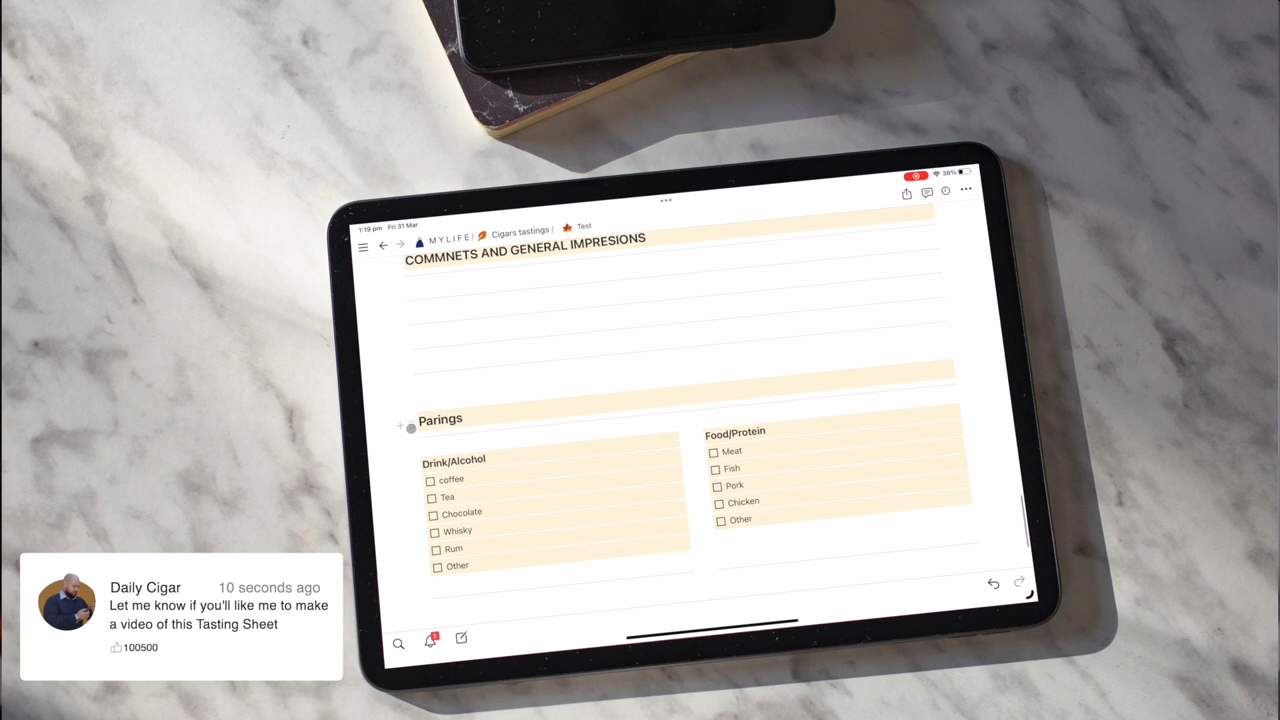 1:19 pm Fri 31 Mar
38%
M Y L I F E / Cigars tastings / Test
COMMNETS AND GENERAL IMPRESIONS
Parings
Drink/Alcohol
coffee
Tea
Chocolate
Whisky
Rum
Other
Food/Protein
Meat
Fish
Pork
Chicken
Other
1
Daily Cigar 10 seconds ago
Let me know if you'll like me to make
a video of this Tasting Sheet
100500